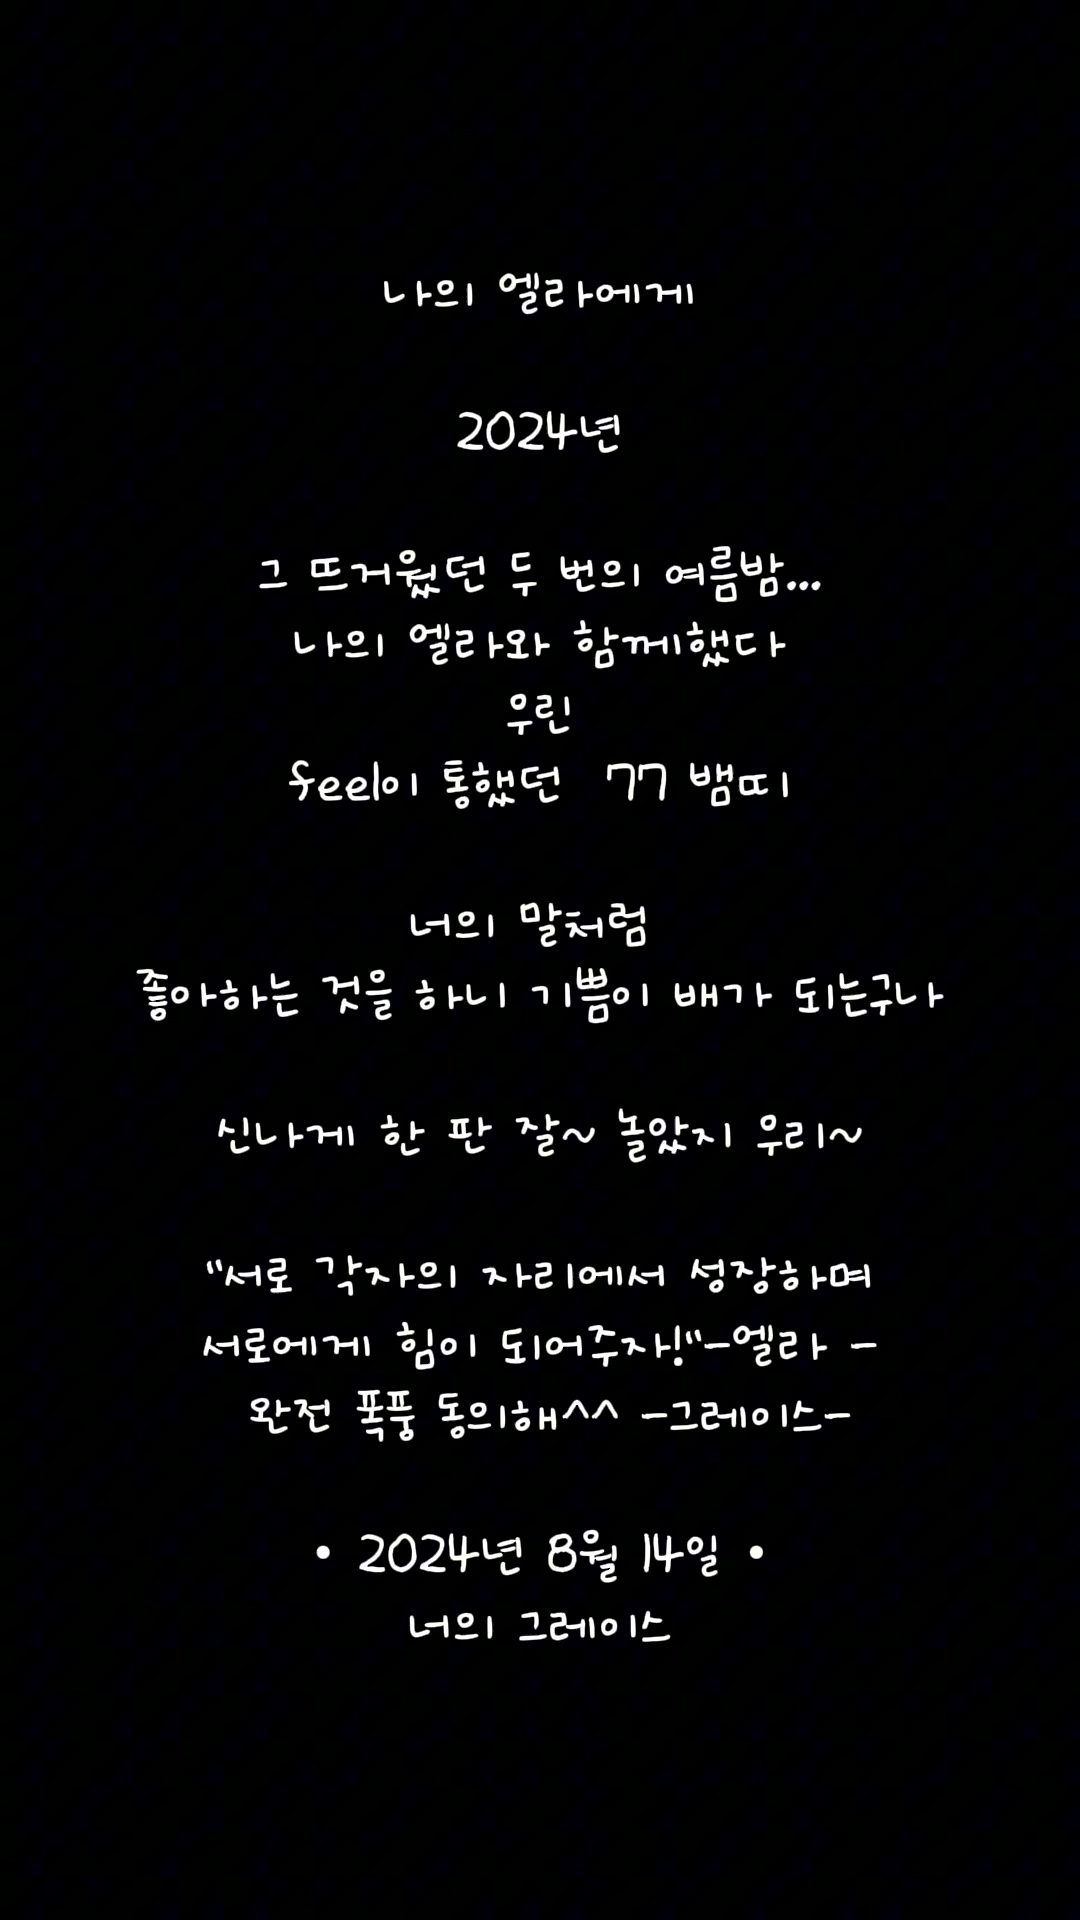 나의 엘라에게
2024년
그 뜨거웠던 두 번의 여름밤...
나의 엘라와 함께했다
우린
feel이 통했던 77 뱀띠
너의 말처럼
좋아하는 것을 하니 기쁨이 배가 되는구나
신나게 한 판 잘~ 놀았지 우리~
"서로 각자의 자리에서 성장하며
서로에게 힘이 되어주자!"-엘라 -
완전 폭풍 동의해^^ -그레이스-
• 2024년 8월 14일 •
너의 그레이스